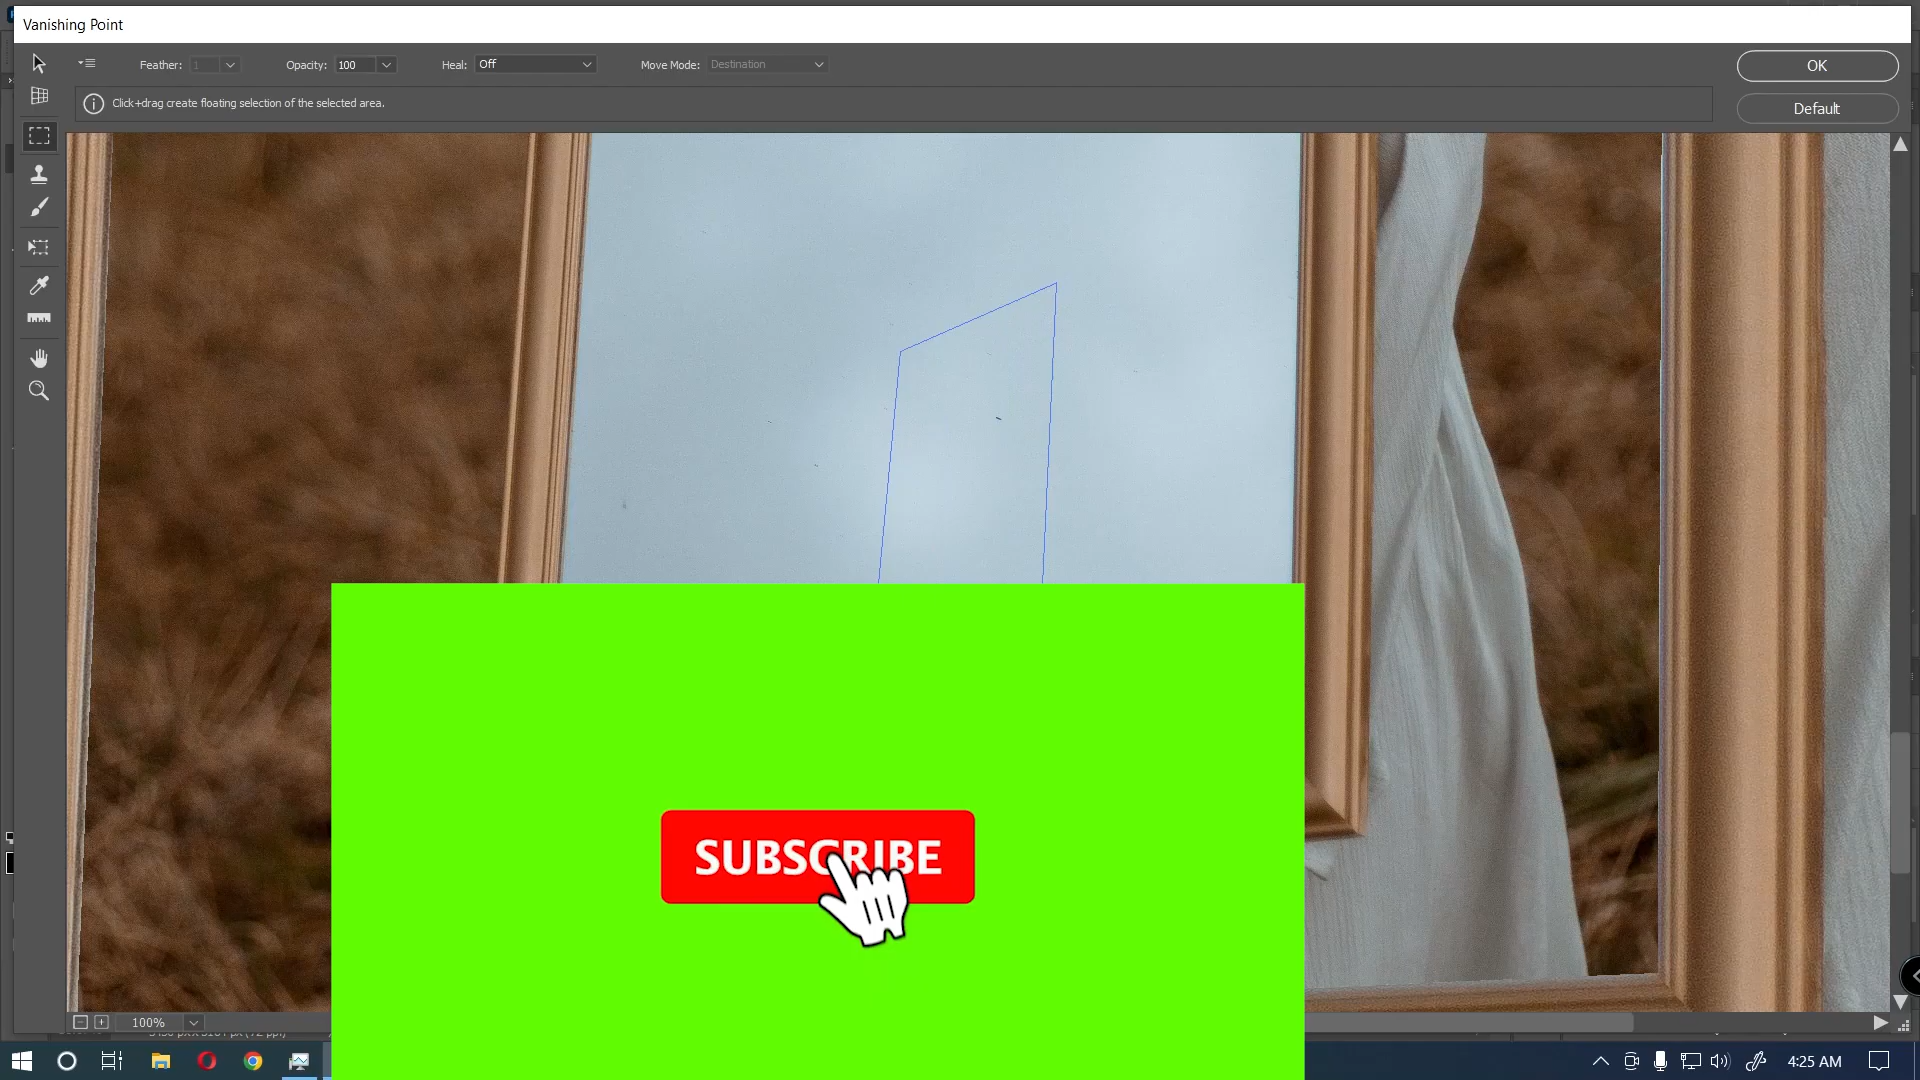 Vanishing Point
Feather: 1 Opacity: 100 Heal: Off Move Mode: Destination
OK
Click+drag create floating selection of the selected area.
Default
SUBSCRIBE
100%
4:25 AM